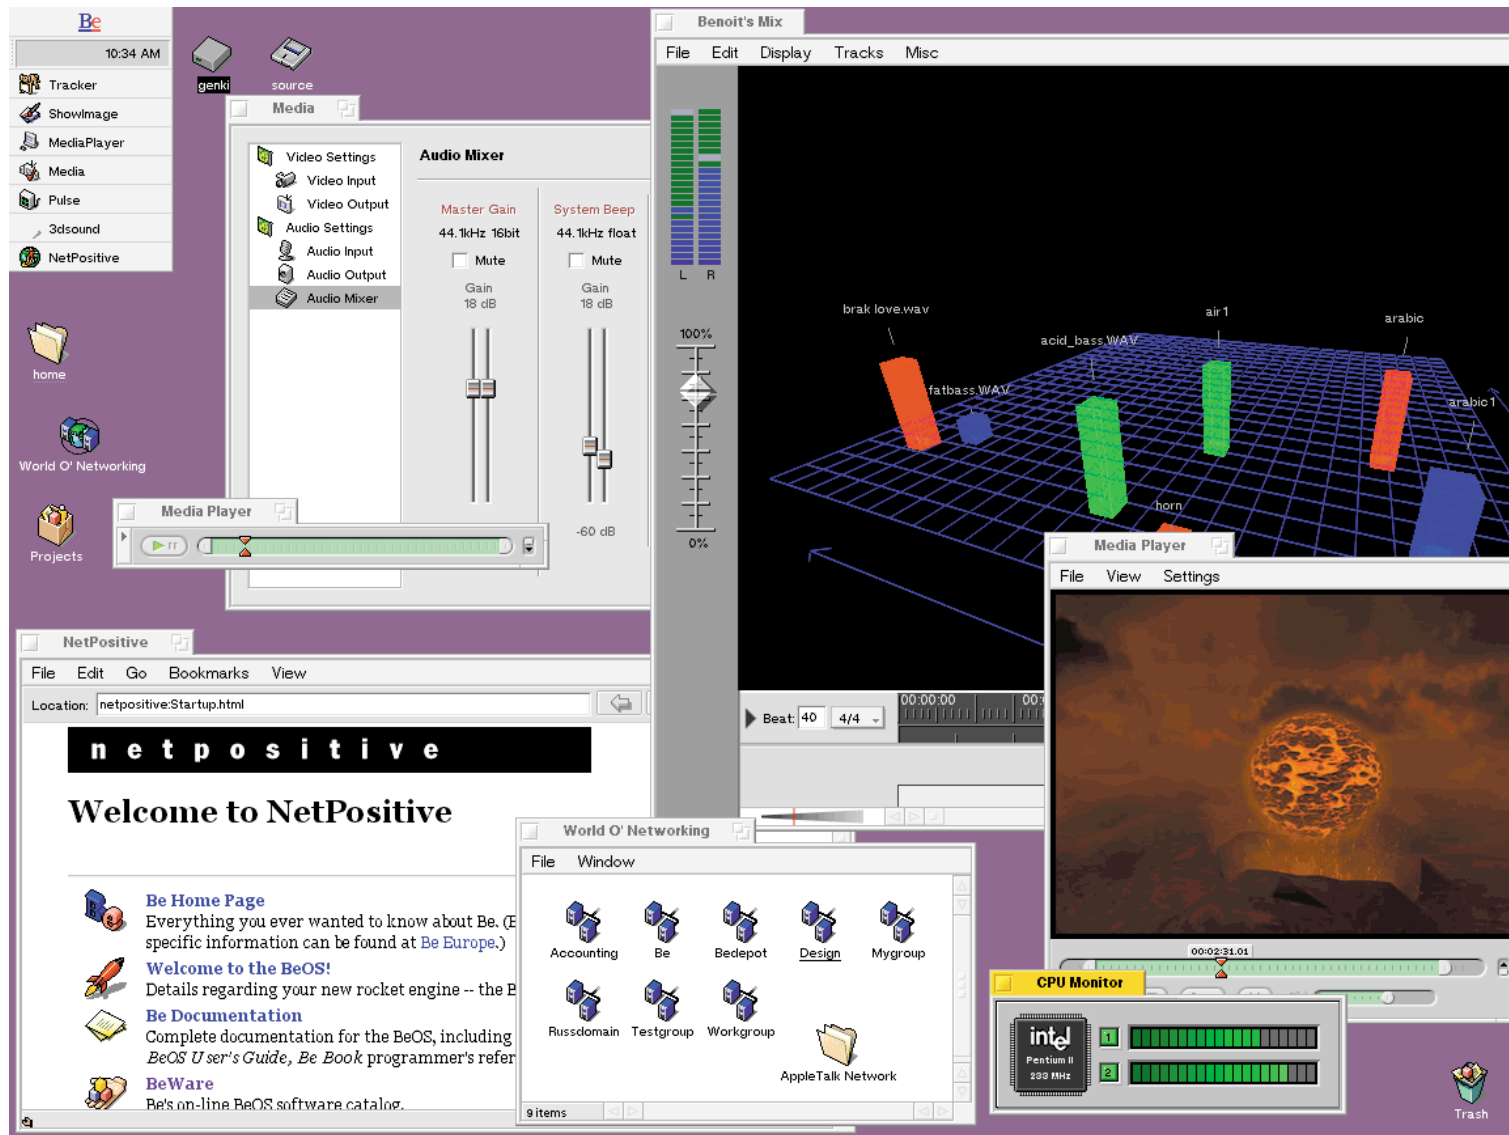 Be
10:34 AM
Tracker
ShowImage
MediaPlayer
Media
Pulse
3dsound
NetPositive
genki
source
home
World O' Networking
Projects
Media
Video Settings
Video Input
Video Output
Audio Settings
Audio Input
Audio Output
Audio Mixer
Audio Mixer
Master Gain
44.1kHz 16bit
Mute
Gain
18 dB
System Beep
44.1kHz float
Mute
Gain
18 dB
-60 dB
Media Player
Benoit's Mix
File Edit Display Tracks Misc
L R
100%
0%
brak love.wav
fatbass.WAV
acid_bass.WAV
air1
arabic
arabic1
horn
Beat: 40 4/4
00:00:00 00:
Media Player
File View Settings
00:02:31.01
NetPositive
File Edit Go Bookmarks View
Location: netpositive:Startup.html
netpositive
Welcome to NetPositive
Be Home Page
Everything you ever wanted to know about Be. (E
specific information can be found at Be Europe.)
Welcome to the BeOS!
Details regarding your new rocket engine -- the B
Be Documentation
Complete documentation for the BeOS, including
BeOS User's Guide, Be Book programmer's refer
BeWare
Be's on-line BeOS software catalog.
World O' Networking
File Window
Accounting
Be
Bedepot
Design
Mygroup
Russdomain
Testgroup
Workgroup
AppleTalk Network
9 items
CPU Monitor
intel
Pentium II
233 MHz
1
2
Trash